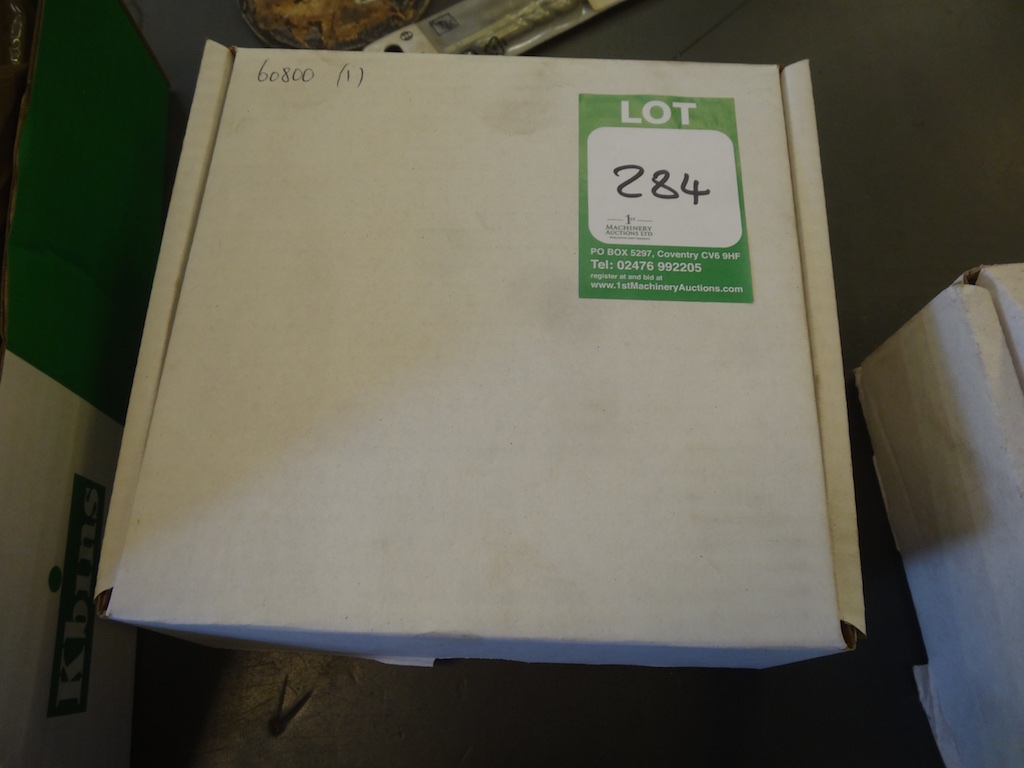 60800 (1)
LOT
284
1ST
MACHINERY
AUCTIONS LTD
PO BOX 5297, Coventry CV6 9HF
Tel: 02476 992205
register at and bid at
www.1stMachineryAuctions.com
Kbins